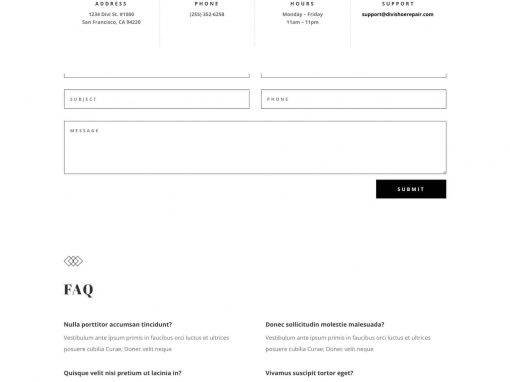 ADDRESS
1234 Divi St. #1000
San Francisco, CA 94220
PHONE
(255) 352-6258
HOURS
Monday – Friday
11am – 11pm
SUPPORT
support@divishoerepair.com
SUBJECT
PHONE
MESSAGE
SUBMIT
FAQ
Nulla porttitor accumsan tincidunt?
Vestibulum ante ipsum primis in faucibus orci luctus et ultrices
posuere cubilia Curae; Donec velit neque
Donec sollicitudin molestie malesuada?
Vestibulum ante ipsum primis in faucibus orci luctus et ultrices
posuere cubilia Curae; Donec velit neque
Quisque velit nisi pretium ut lacinia in?
Vivamus suscipit tortor eget?